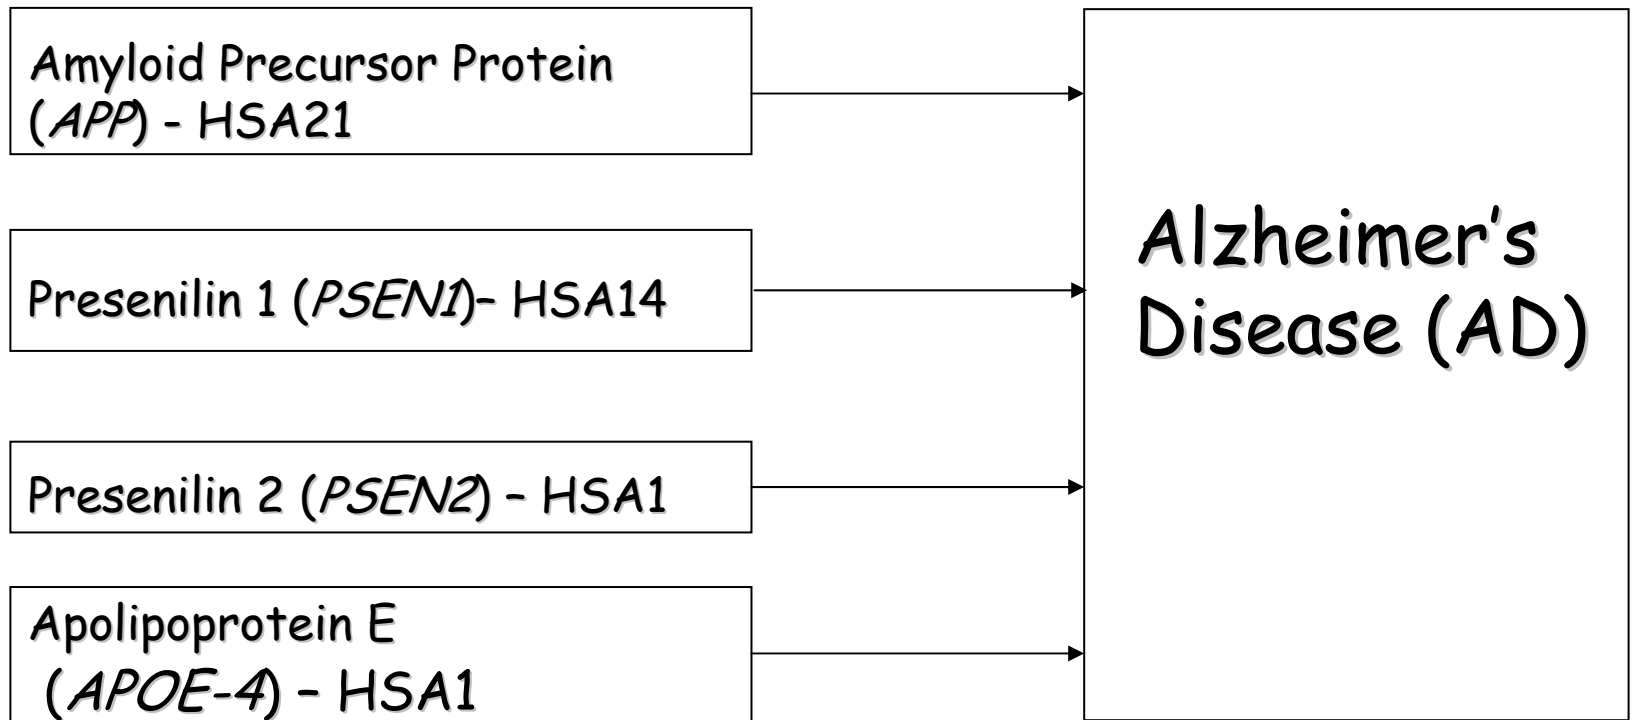 Amyloid Precursor Protein
(APP) - HSA21
Presenilin 1 (PSEN1)– HSA14
Presenilin 2 (PSEN2) – HSA1
Apolipoprotein E
(APOE-4) – HSA1
Alzheimer’s
Disease (AD)